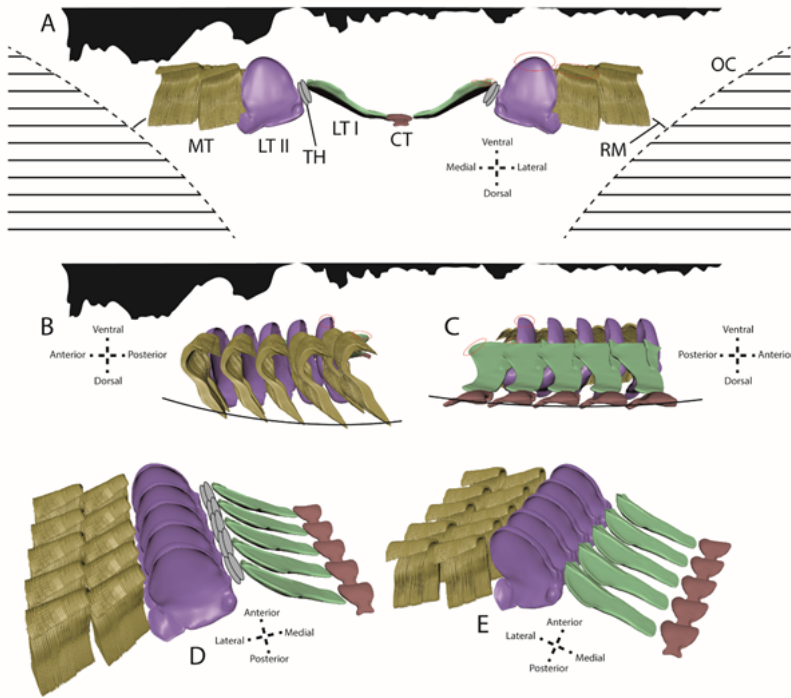 A
OC
MT
LT II
TH
LT I
CT
RM
Ventral
Medial
Lateral
Dorsal
B
Ventral
Anterior
Posterior
Dorsal
C
Ventral
Posterior
Anterior
Dorsal
D
Anterior
Lateral
Medial
Posterior
E
Anterior
Lateral
Posterior
Medial